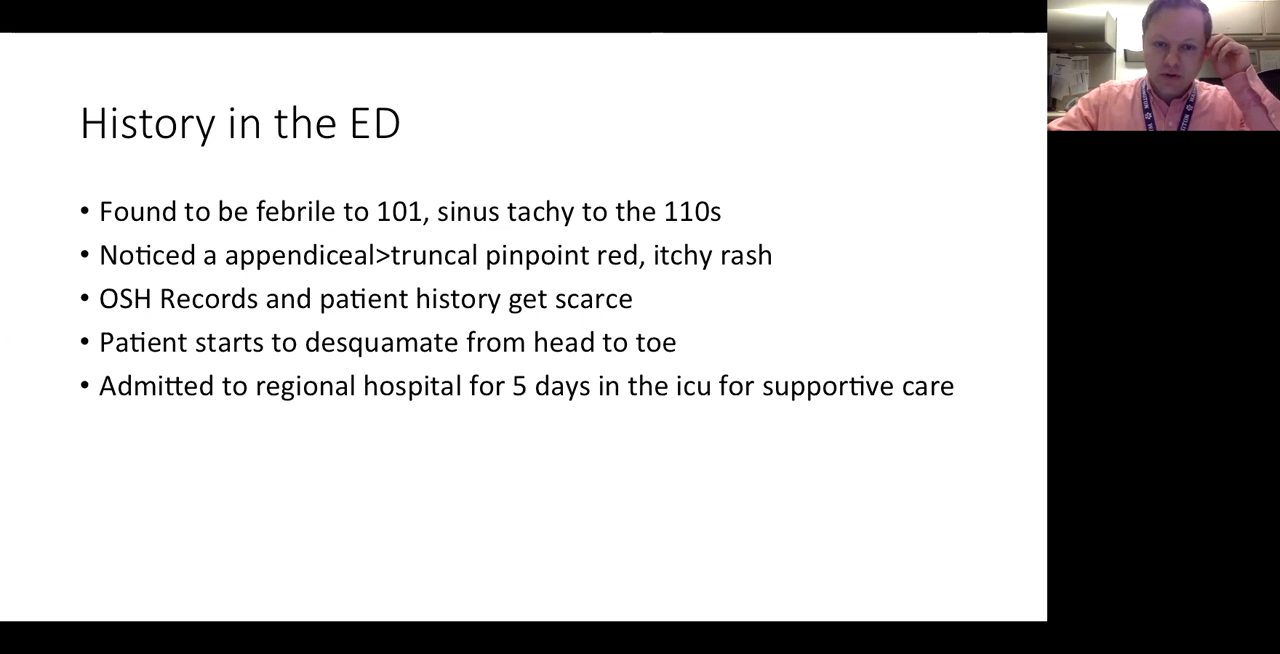 History in the ED
• Found to be febrile to 101, sinus tachy to the 110s
• Noticed a appendiceal>truncal pinpoint red, itchy rash
• OSH Records and patient history get scarce
• Patient starts to desquamate from head to toe
• Admitted to regional hospital for 5 days in the icu for supportive care